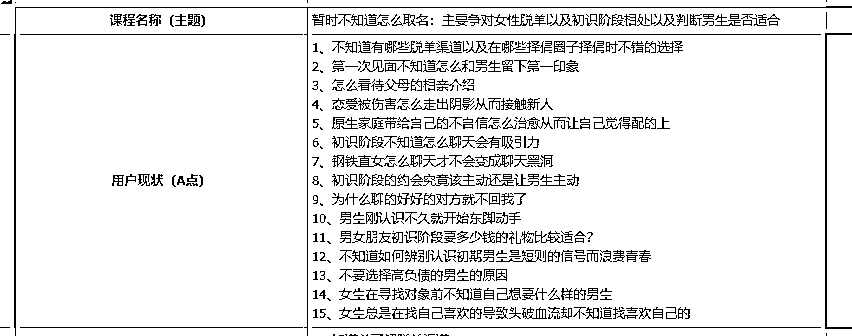 课程名称（主题）
暂时不知道怎么取名：主要争对女性脱单以及初识阶段相处以及判断男生是否适合
用户现状（A点）
1、不知道有哪些脱单渠道以及在哪些择偶圈子择偶时不错的选择
2、第一次见面不知道怎么和男生留下第一印象
3、怎么看待父母的相亲介绍
4、恋爱被伤害怎么走出阴影从而接触新人
5、原生家庭带给自己的不自信怎么治愈从而让自己觉得配的上
6、初识阶段不知道怎么聊天会有吸引力
7、钢铁直女怎么聊天才不会变成聊天黑洞
8、初识阶段的约会究竟该主动还是让男生主动
9、为什么聊的好好的对方就不回我了
10、男生刚认识不久就开始东脚动手
11、男女朋友初识阶段要多少钱的礼物比较适合？
12、不知道如何辨别认识初期男生是短则的信号而浪费青春
13、不要选择高负债的男生的原因
14、女生在寻找对象前不知道自己想要什么样的男生
15、女生总是在找自己喜欢的导致头破血流却不知道找喜欢自己的